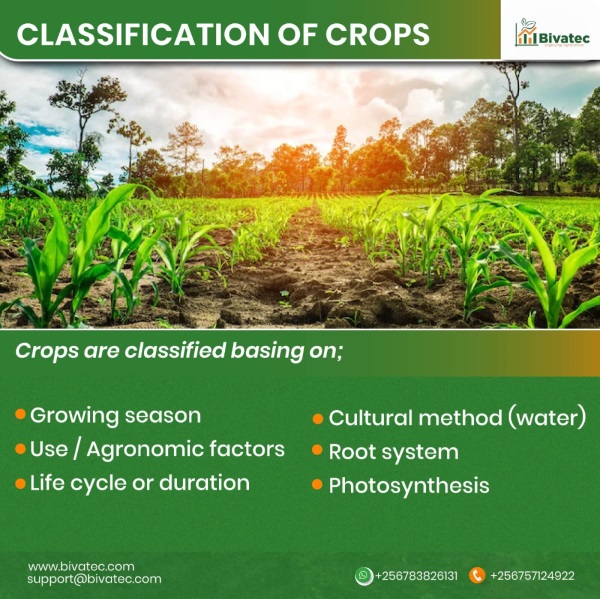 CLASSIFICATION OF CROPS
Bivatec
Crops are classified basing on;
Growing season
Use / Agronomic factors
Life cycle or duration
Cultural method (water)
Root system
Photosynthesis
www.bivatec.com
support@bivatec.com
+256783826131
+256757124922